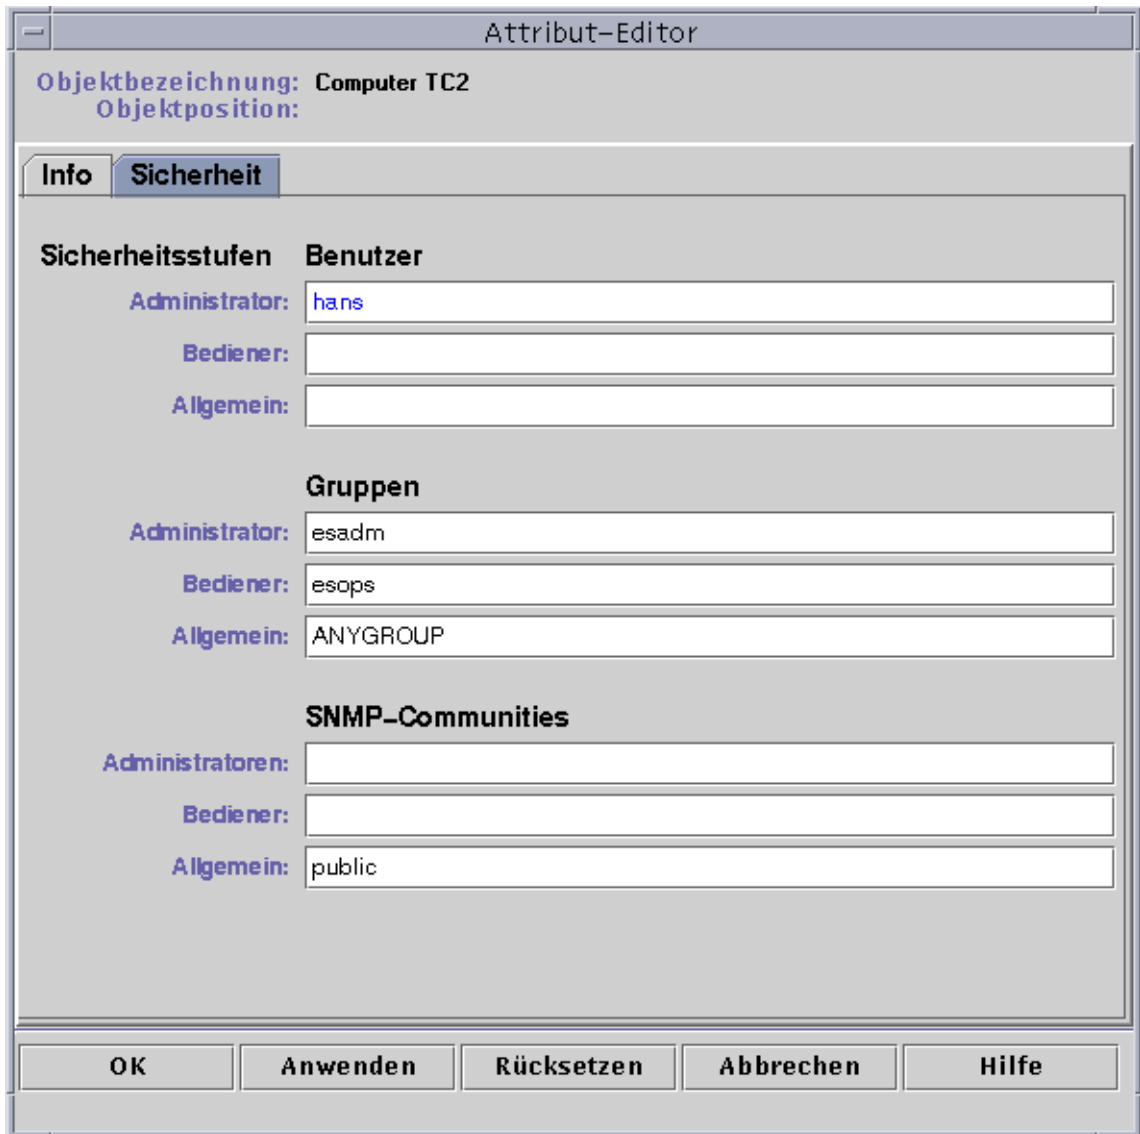 Attribut-Editor
Objektbezeichnung: Computer TC2
Objektposition:
Info Sicherheit
Sicherheitsstufen Benutzer
Administrator: hans
Bediener:
Allgemein:
Gruppen
Administrator: esadm
Bediener: esops
Allgemein: ANYGROUP
SNMP-Communities
Administratoren:
Bediener:
Allgemein: public
OK Anwenden Rücksetzen Abbrechen Hilfe